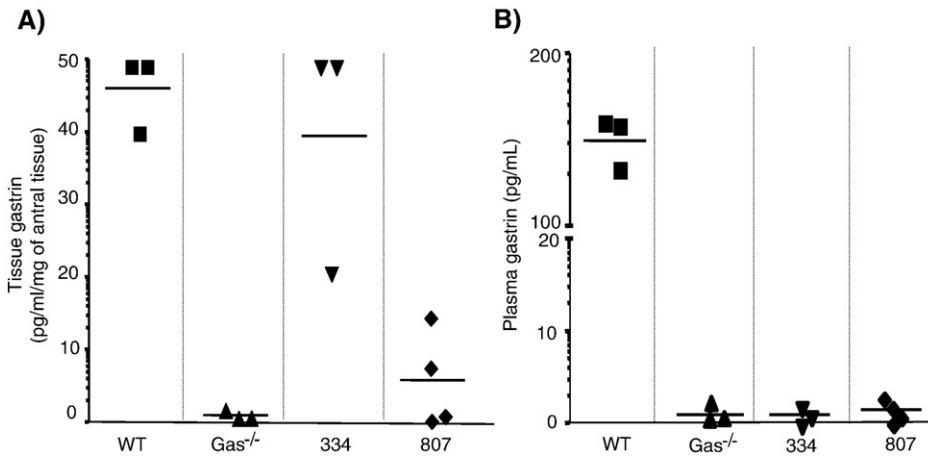 A)
Tissue gastrin
(pg/ml/mg of antral tissue)
50
40
30
20
10
0
WT
Gas-/-
334
807
B)
Plasma gastrin (pg/mL)
200
100
20
10
0
WT
Gas-/-
334
807